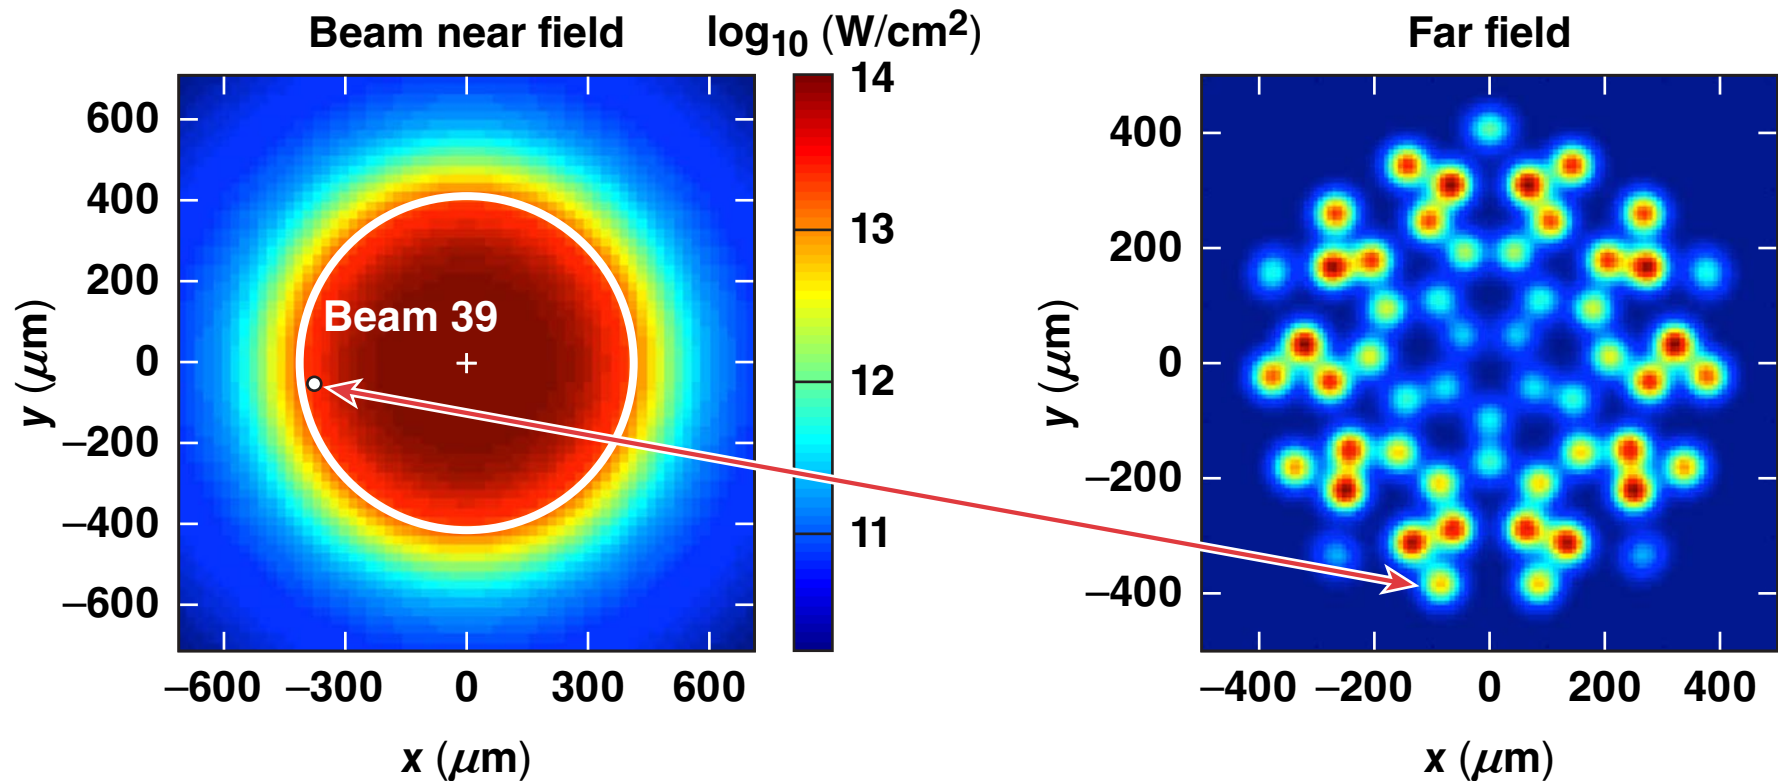 Beam near field
log10 (W/cm2)
Far field
14
13
12
11
600
400
200
0
–200
–400
–600
y (μm)
Beam 39
–600 –300 0 300 600
x (μm)
400
200
0
–200
–400
y (μm)
–400 –200 0 200 400
x (μm)